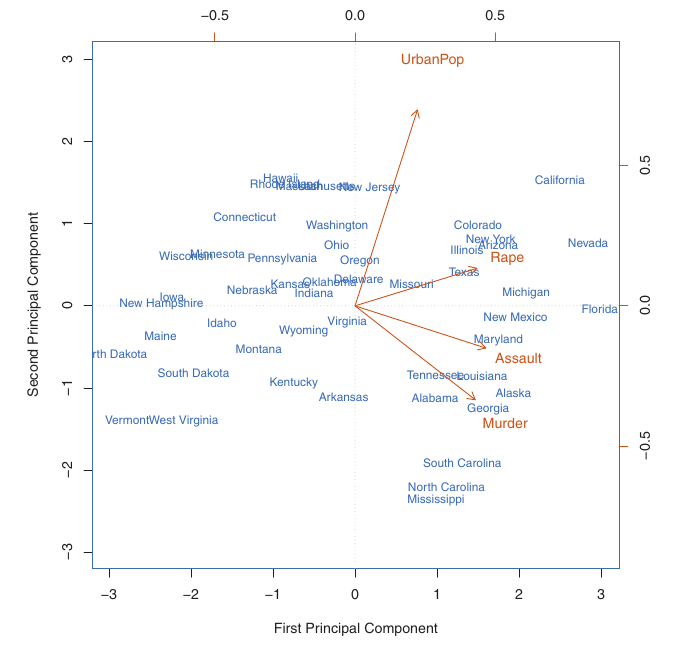 −0.5 0.0 0.5
UrbanPop
3
Hawaii
California
Rhode Island Massachusetts New Jersey
2
0.5
Connecticut
Washington
Colorado
1
New York
Ohio
Arizona
Nevada
Illinois
Wisconsin Minnesota Pennsylvania Oregon
Rape
Texas
Kansas Oklahoma Delaware Missouri
Nebraska Indiana
Michigan
Iowa
0
0.0
New Hampshire
Florida
Idaho
Virginia
New Mexico
Wyoming
Maine
Maryland
Montana
rth Dakota
Assault
South Dakota
Kentucky
Tennessee Louisiana
−1
Arkansas
Alabama
Alaska
Georgia
Vermont West Virginia
Murder
−0.5
South Carolina
−2
North Carolina
Mississippi
−3
Second Principal Component
−3 −2 −1 0 1 2 3
First Principal Component